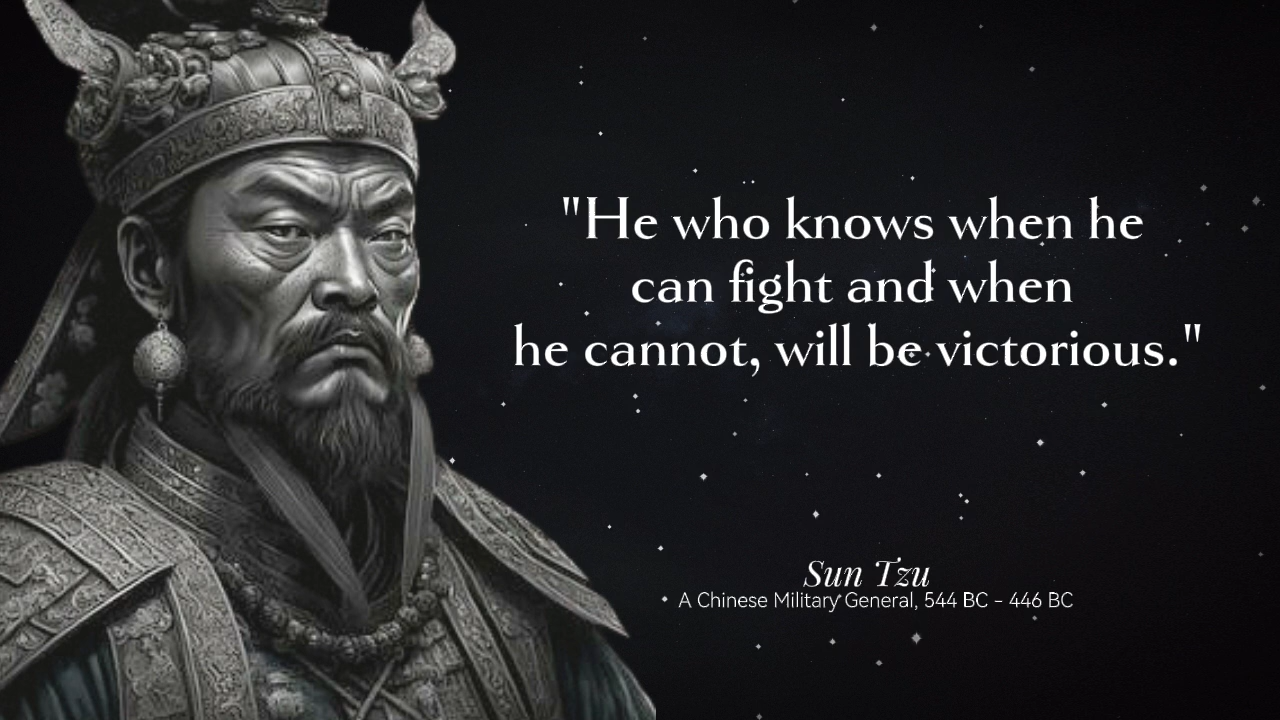 "He who knows when he
can fight and when
he cannot, will be victorious."
Sun Tzu
A Chinese Military General, 544 BC - 446 BC